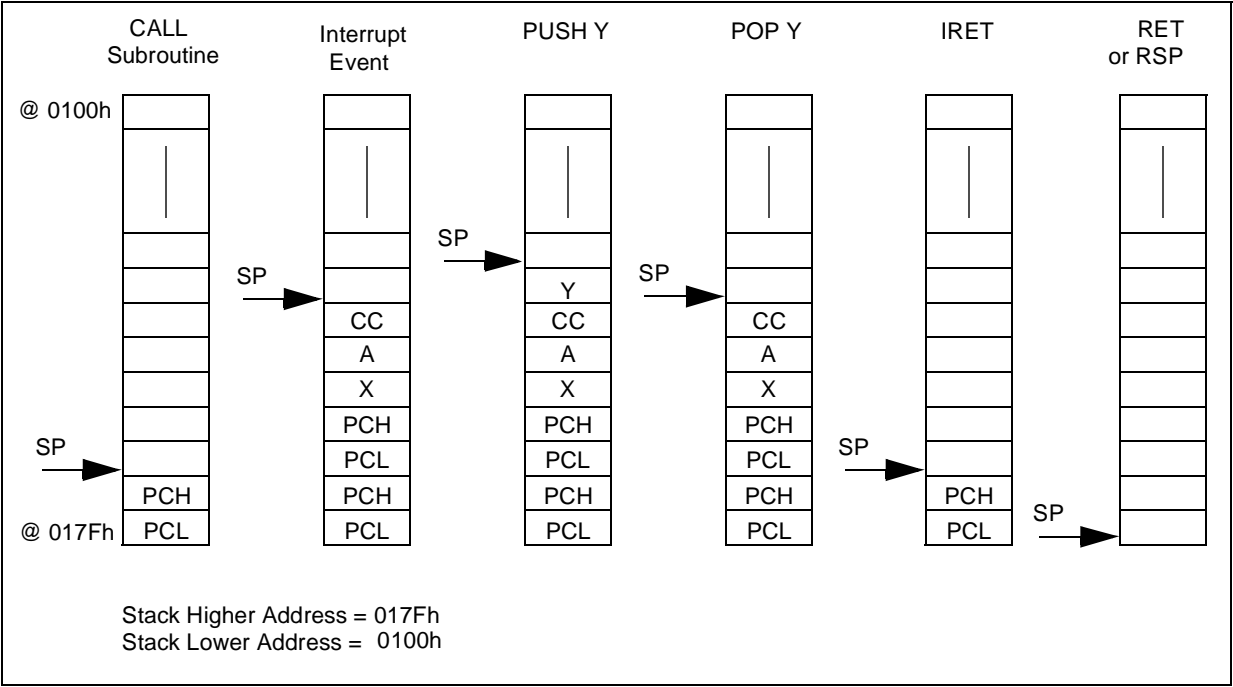 CALL
Subroutine
Interrupt
Event
PUSH Y
POP Y
IRET
RET
or RSP
@ 0100h
SP
SP
SP
Y
CC
CC
CC
A
A
A
X
X
X
PCH
PCH
PCH
SP
SP
PCL
PCL
PCL
PCH
PCH
PCH
PCH
PCH
SP
@ 017Fh
PCL
PCL
PCL
PCL
PCL
Stack Higher Address = 017Fh
Stack Lower Address = 0100h